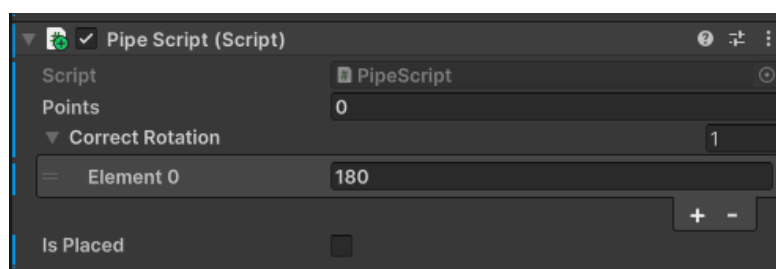 Pipe Script (Script)
Script PipeScript
Points 0
Correct Rotation 1
Element 0 180
+ -
Is Placed